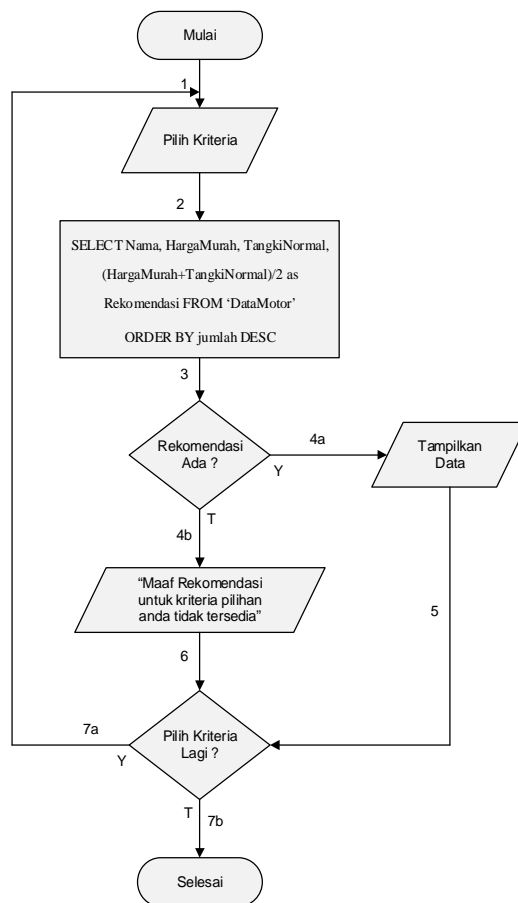 Mulai
1
Pilih Kriteria
2
SELECT Nama, HargaMurah, TangkiNormal,
(HargaMurah+TangkiNormal)/2 as
Rekomendasi FROM ‘DataMotor’
ORDER BY jumlah DESC
3
Rekomendasi
Ada ?
4a
Y
Tampilkan
Data
T
4b
“Maaf Rekomendasi
untuk kriteria pilihan
anda tidak tersedia”
5
6
7a
Y
Pilih Kriteria
Lagi ?
T
7b
Selesai